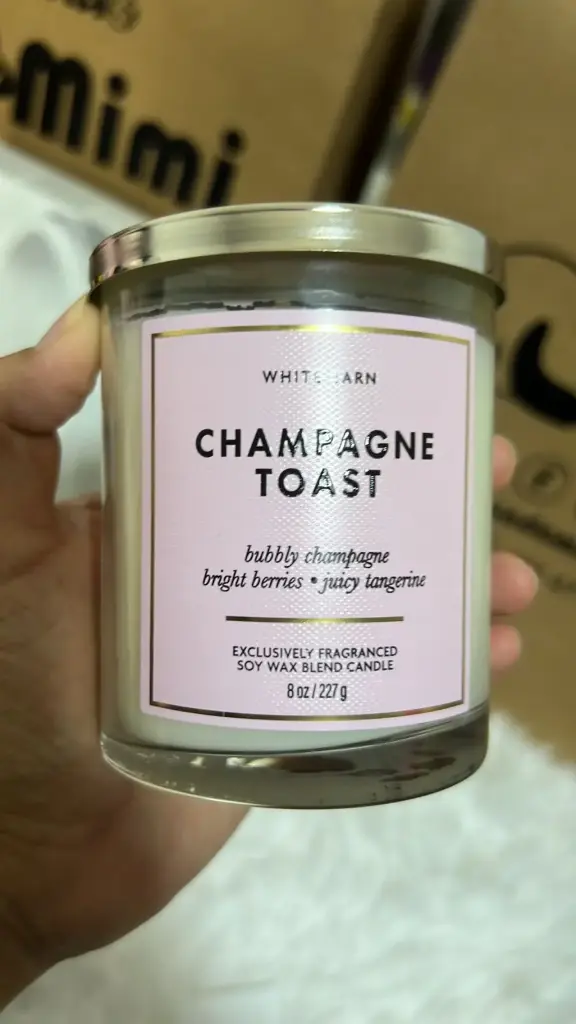 Mimi
WHITE BARN
CHAMPAGNE
TOAST
bubbly champagne
bright berries • juicy tangerine
EXCLUSIVELY FRAGRANCED
SOY WAX BLEND CANDLE
8 oz / 227 g